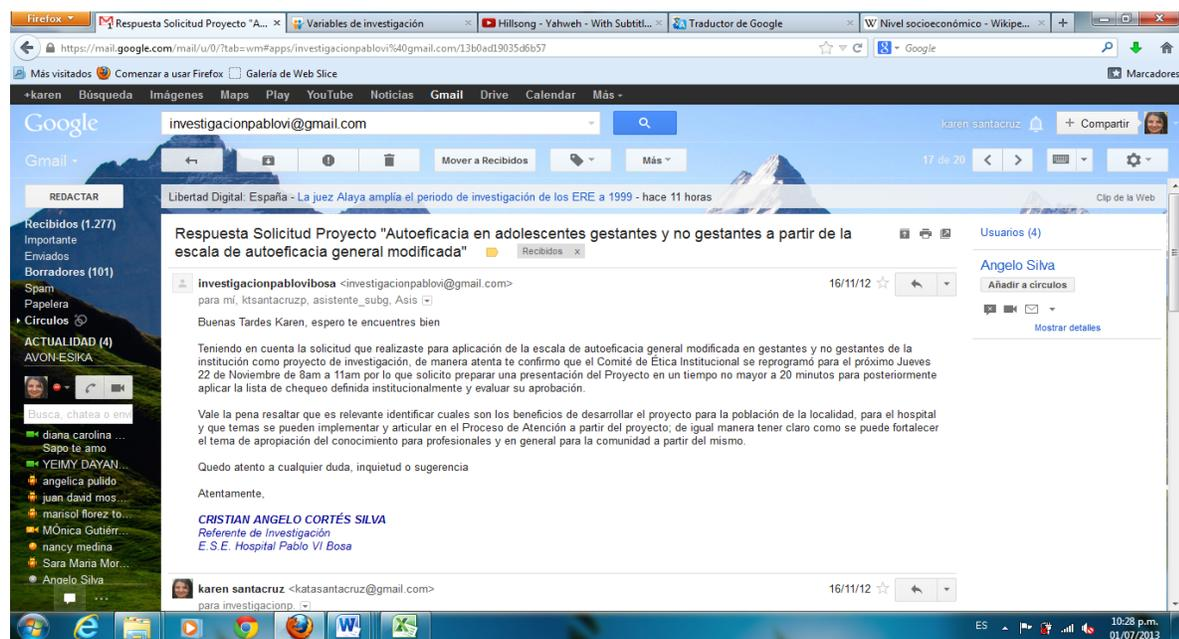 Firefox
Respuesta Solicitud Proyecto "A... ×
Variables de investigación ×
Hillsong - Yahweh - With Subtitl... ×
Traductor de Google ×
W Nivel socioeconómico - Wikipe... ×
+
https://mail.google.com/mail/u/0/?tab=wm#apps/investigacionpablovi%40gmail.com/13b0ad19035d6b57
Google
Más visitados Comenzar a usar Firefox Galería de Web Slice
Marcadores
+karen Búsqueda Imágenes Maps Play YouTube Noticias Gmail Drive Calendar Más
Google
investigacionpablovi@gmail.com
karen santacruz
+ Compartir
Gmail
Mover a Recibidos
Más
17 de 20
REDACTAR
Libertad Digital: España - La juez Alaya amplía el periodo de investigación de los ERE a 1999 - hace 11 horas
Clip de la Web
Recibidos (1.277)
Importante
Enviados
Borradores (101)
Spam
Papelera
Círculos
ACTUALIDAD (4)
AVON-ESIKA
Busca, chatea o enví
diana carolina ...
Sapo te amo
YEIMY DAYAN...
angelica pulido
juan david mos...
marisol florez to...
MÓnica Gutiérr...
nancy medina
Sara Maria Mor...
Angelo Silva
Respuesta Solicitud Proyecto "Autoeficacia en adolescentes gestantes y no gestantes a partir de la
escala de autoeficacia general modificada"
Recibidos x
investigacionpablovibosa <investigacionpablovi@gmail.com>
16/11/12
para mí, ktsantacruzp, asistente_subg, Asis
Buenas Tardes Karen, espero te encuentres bien
Teniendo en cuenta la solicitud que realizaste para aplicación de la escala de autoeficacia general modificada en gestantes y no gestantes de la
institución como proyecto de investigación, de manera atenta te confirmo que el Comité de Ética Institucional se reprogramó para el próximo Jueves
22 de Noviembre de 8am a 11am por lo que solicito preparar una presentación del Proyecto en un tiempo no mayor a 20 minutos para posteriormente
aplicar la lista de chequeo definida institucionalmente y evaluar su aprobación.
Vale la pena resaltar que es relevante identificar cuales son los beneficios de desarrollar el proyecto para la población de la localidad, para el hospital
y que temas se pueden implementar y articular en el Proceso de Atención a partir del proyecto; de igual manera tener claro como se puede fortalecer
el tema de apropiación del conocimiento para profesionales y en general para la comunidad a partir del mismo.
Quedo atento a cualquier duda, inquietud o sugerencia
Atentamente,
CRISTIAN ANGELO CORTÉS SILVA
Referente de Investigación
E.S.E. Hospital Pablo VI Bosa
karen santacruz <katasantacruz@gmail.com>
16/11/12
para investigacionp.
Usuarios (4)
Angelo Silva
Añadir a círculos
Mostrar detalles
ES
10:28 p.m.
01/07/2013